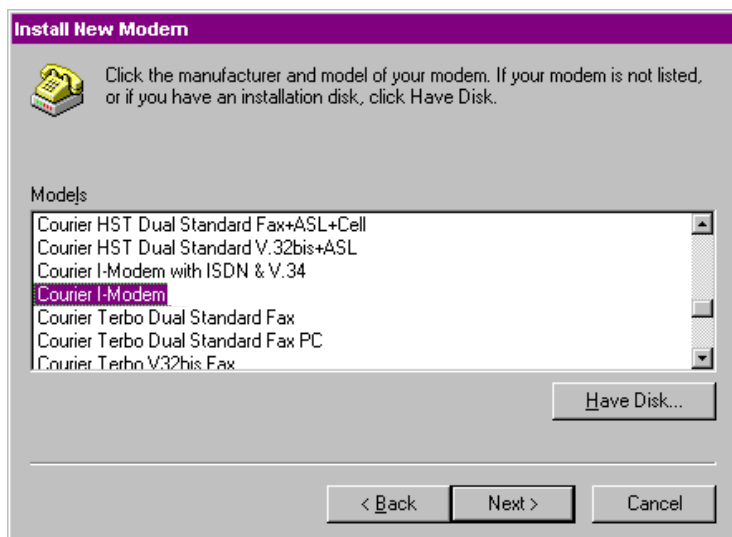 Install New Modem
Click the manufacturer and model of your modem. If your modem is not listed,
or if you have an installation disk, click Have Disk.
Models
Courier HST Dual Standard Fax+ASL+Cell
Courier HST Dual Standard V.32bis+ASL
Courier I-Modem with ISDN & V.34
Courier I-Modem
Courier Terbo Dual Standard Fax
Courier Terbo Dual Standard Fax PC
Courier Terbo V32bis Fax
Have Disk...
< Back
Next >
Cancel